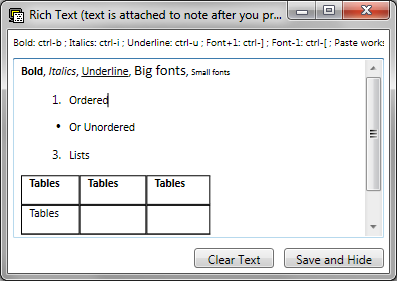 Rich Text (text is attached to note after you pr...
Bold: ctrl-b ; Italics: ctrl-i ; Underline: ctrl-u ; Font+1: ctrl-] ; Font-1: ctrl-[ ; Paste works
Bold, Italics, Underline, Big fonts, Small fonts
1. Ordered
• Or Unordered
3. Lists
Tables Tables Tables
Tables
Clear Text Save and Hide